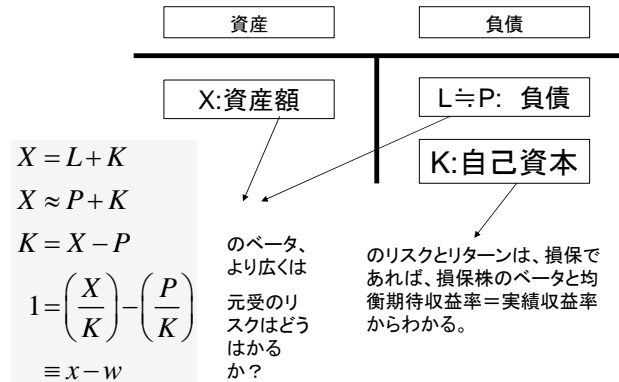 資産
負債
X:資産額
L≒P: 負債
K:自己資本
X = L + K
X ≈ P + K
K = X − P
1 = (X/K) − (P/K)
≡ x − w
のベータ、
より広くは
元受のリ
スクはどう
はかる
か？
のリスクとリターンは、損保で
あれば、損保株のベータと均
衡期待収益率＝実績収益率
からわかる。